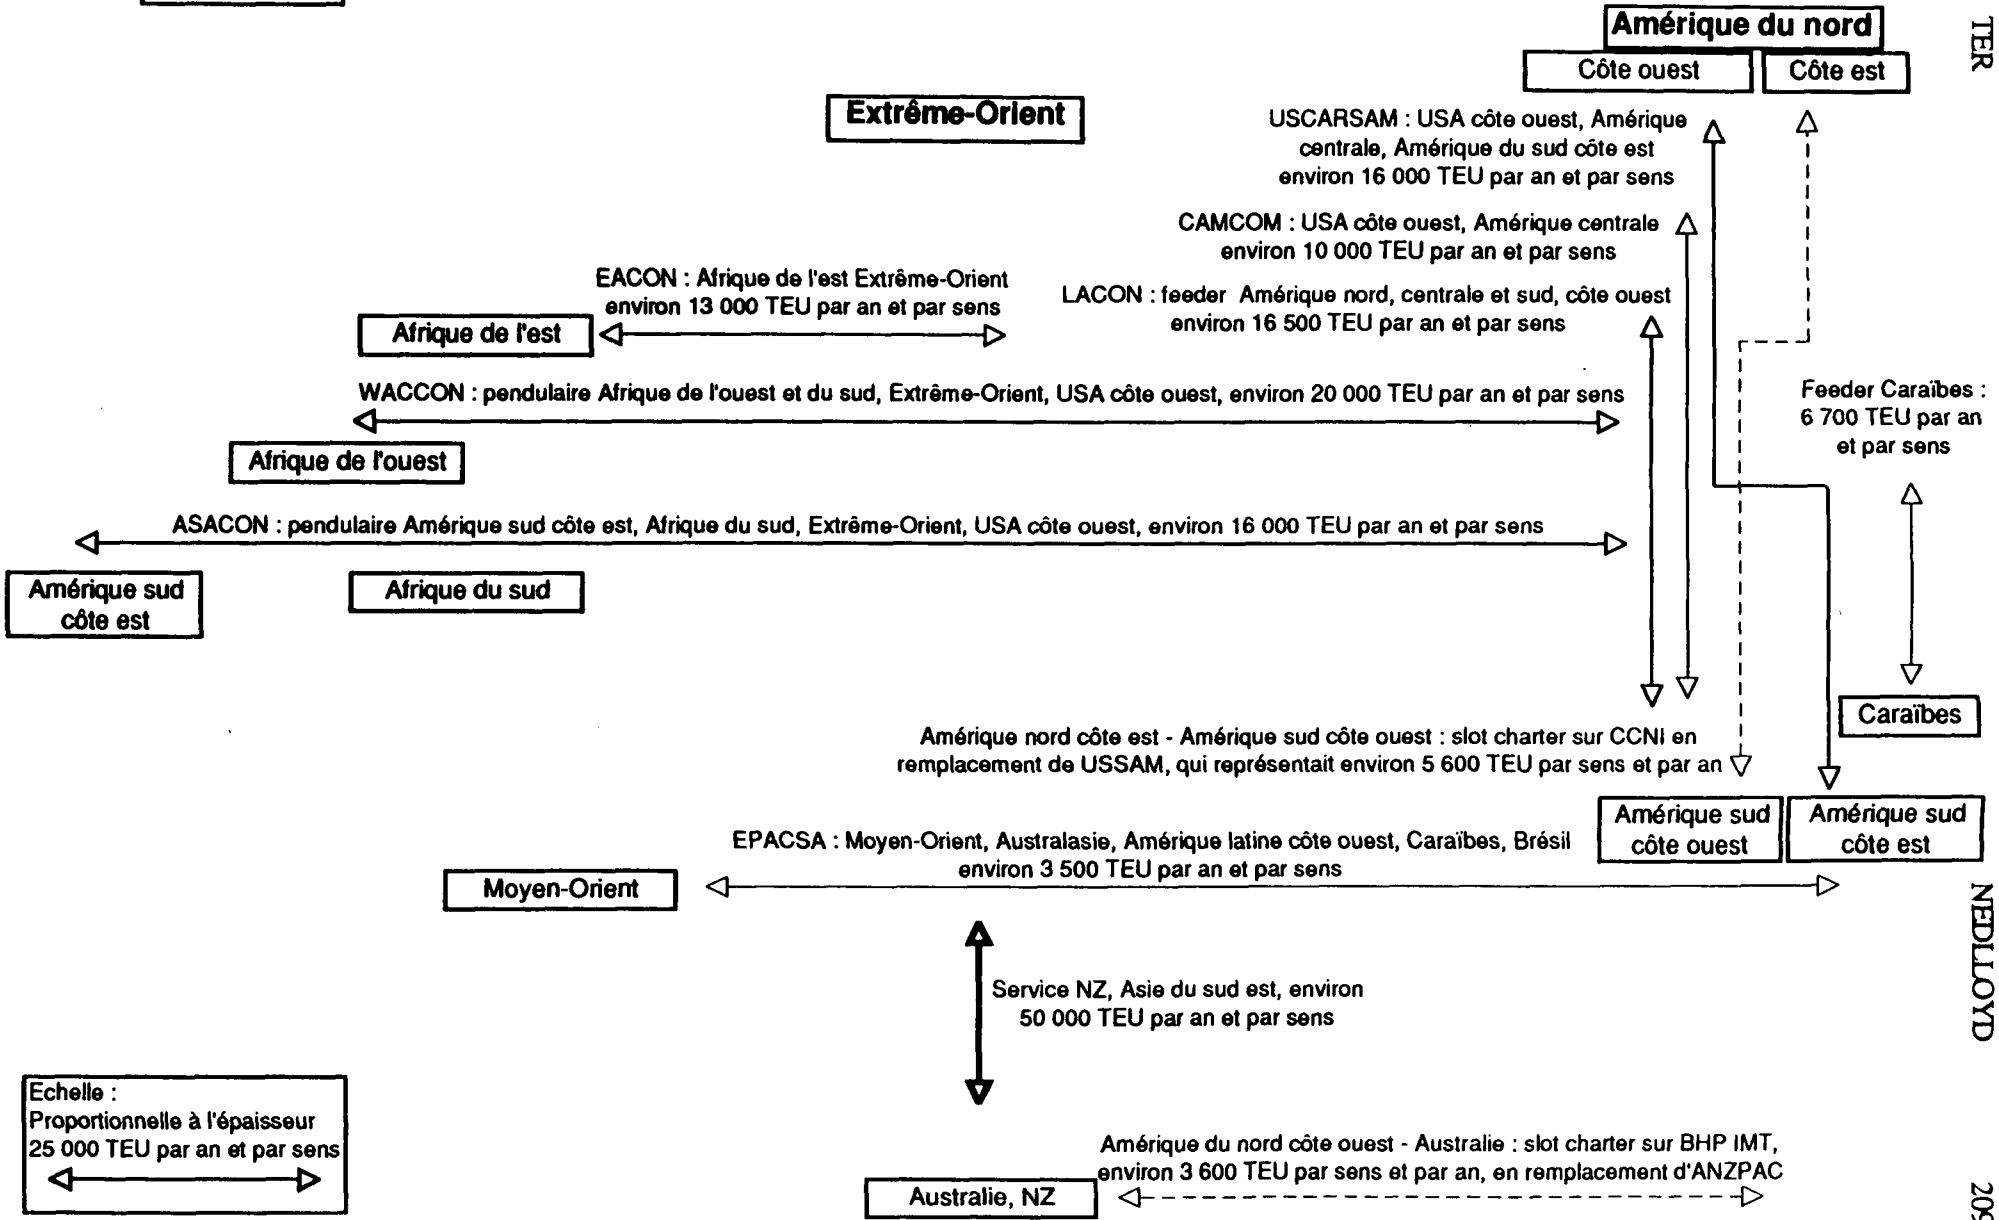 TER
Amérique du nord
Côte ouest
Côte est
Extrême-Orient
USCARSAM : USA côte ouest, Amérique
centrale, Amérique du sud côte est
environ 16 000 TEU par an et par sens
CAMCOM : USA côte ouest, Amérique centrale
environ 10 000 TEU par an et par sens
EACON : Afrique de l'est Extrême-Orient
environ 13 000 TEU par an et par sens
LACON : feeder Amérique nord, centrale et sud, côte ouest
environ 16 500 TEU par an et par sens
Afrique de l'est
WACCON : pendulaire Afrique de l'ouest et du sud, Extrême-Orient, USA côte ouest, environ 20 000 TEU par an et par sens
Feeder Caraïbes :
6 700 TEU par an
et par sens
Afrique de l'ouest
ASACON : pendulaire Amérique sud côte est, Afrique du sud, Extrême-Orient, USA côte ouest, environ 16 000 TEU par an et par sens
Amérique sud
côte est
Afrique du sud
Caraïbes
Amérique nord côte est - Amérique sud côte ouest : slot charter sur CCNI en
remplacement de USSAM, qui représentait environ 5 600 TEU par sens et par an
Amérique sud
côte ouest
Amérique sud
côte est
EPACSA : Moyen-Orient, Australasie, Amérique latine côte ouest, Caraïbes, Brésil
environ 3 500 TEU par an et par sens
Moyen-Orient
NEDLLOYD
Service NZ, Asie du sud est, environ
50 000 TEU par an et par sens
Echelle :
Proportionnelle à l'épaisseur
25 000 TEU par an et par sens
Amérique du nord côte ouest - Australie : slot charter sur BHP IMT,
environ 3 600 TEU par sens et par an, en remplacement d'ANZPAC
Australie, NZ
209